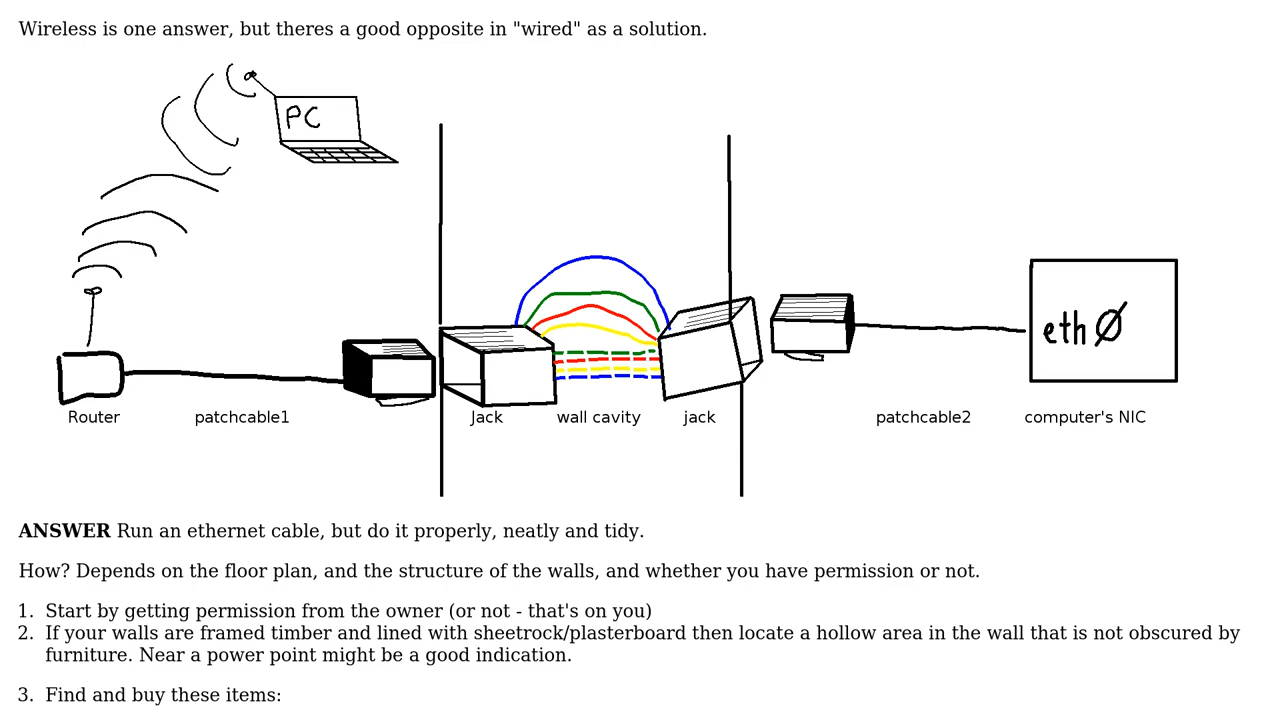 Wireless is one answer, but theres a good opposite in "wired" as a solution.
PC
eth0
Router
patchcable1
Jack
wall cavity
jack
patchcable2
computer's NIC
ANSWER Run an ethernet cable, but do it properly, neatly and tidy.
How? Depends on the floor plan, and the structure of the walls, and whether you have permission or not.
1. Start by getting permission from the owner (or not - that's on you)
2. If your walls are framed timber and lined with sheetrock/plasterboard then locate a hollow area in the wall that is not obscured by
furniture. Near a power point might be a good indication.
3. Find and buy these items: